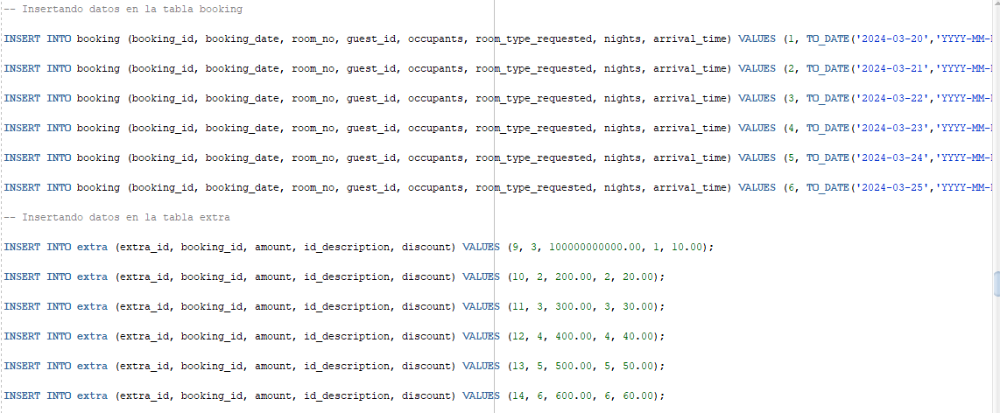 -- Insertando datos en la tabla booking
INSERT INTO booking (booking_id, booking_date, room_no, guest_id, occupants, room_type_requested, nights, arrival_time) VALUES (1, TO_DATE('2024-03-20','YYYY-MM-
INSERT INTO booking (booking_id, booking_date, room_no, guest_id, occupants, room_type_requested, nights, arrival_time) VALUES (2, TO_DATE('2024-03-21','YYYY-MM-
INSERT INTO booking (booking_id, booking_date, room_no, guest_id, occupants, room_type_requested, nights, arrival_time) VALUES (3, TO_DATE('2024-03-22','YYYY-MM-
INSERT INTO booking (booking_id, booking_date, room_no, guest_id, occupants, room_type_requested, nights, arrival_time) VALUES (4, TO_DATE('2024-03-23','YYYY-MM-
INSERT INTO booking (booking_id, booking_date, room_no, guest_id, occupants, room_type_requested, nights, arrival_time) VALUES (5, TO_DATE('2024-03-24','YYYY-MM-
INSERT INTO booking (booking_id, booking_date, room_no, guest_id, occupants, room_type_requested, nights, arrival_time) VALUES (6, TO_DATE('2024-03-25','YYYY-MM-
-- Insertando datos en la tabla extra
INSERT INTO extra (extra_id, booking_id, amount, id_description, discount) VALUES (9, 3, 100000000000.00, 1, 10.00);
INSERT INTO extra (extra_id, booking_id, amount, id_description, discount) VALUES (10, 2, 200.00, 2, 20.00);
INSERT INTO extra (extra_id, booking_id, amount, id_description, discount) VALUES (11, 3, 300.00, 3, 30.00);
INSERT INTO extra (extra_id, booking_id, amount, id_description, discount) VALUES (12, 4, 400.00, 4, 40.00);
INSERT INTO extra (extra_id, booking_id, amount, id_description, discount) VALUES (13, 5, 500.00, 5, 50.00);
INSERT INTO extra (extra_id, booking_id, amount, id_description, discount) VALUES (14, 6, 600.00, 6, 60.00);